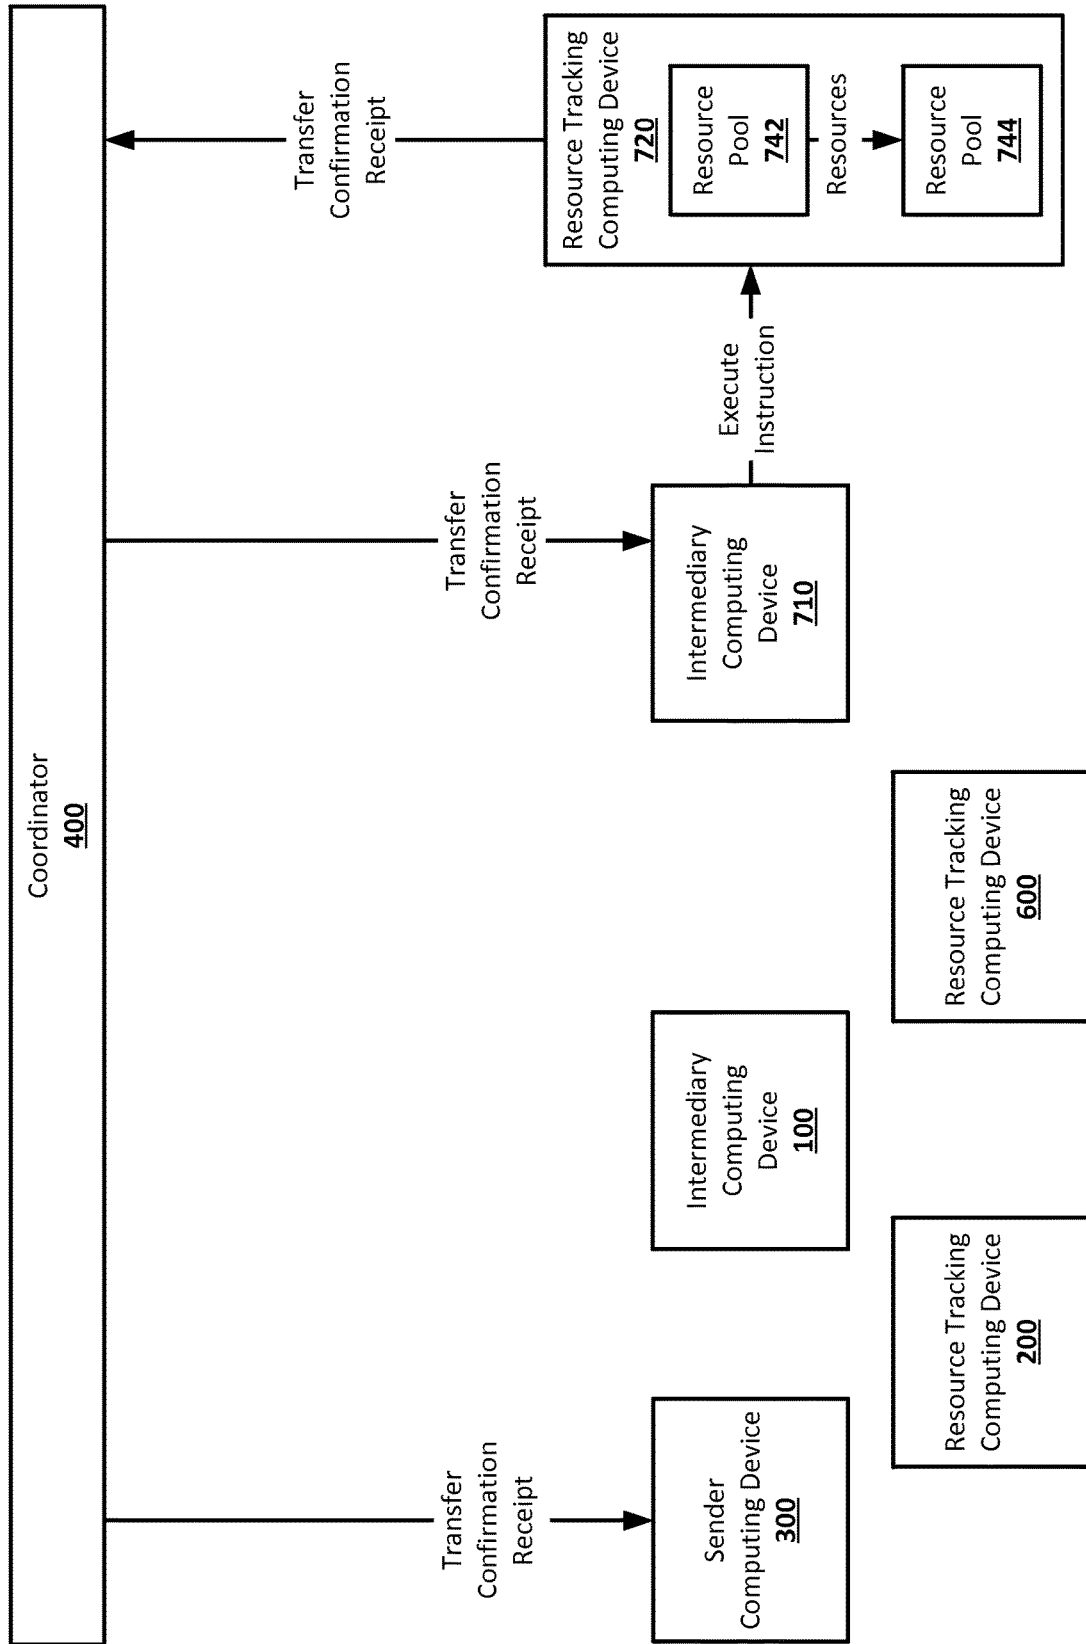 Coordinator
400
Transfer
Confirmation
Receipt
Transfer
Confirmation
Receipt
Transfer
Confirmation
Receipt
Sender
Computing Device
300
Intermediary
Computing
Device
100
Intermediary
Computing
Device
710
Execute
Instruction
Resource Tracking
Computing Device
720
Resource
Pool
742
Resources
Resource
Pool
744
Resource Tracking
Computing Device
200
Resource Tracking
Computing Device
600